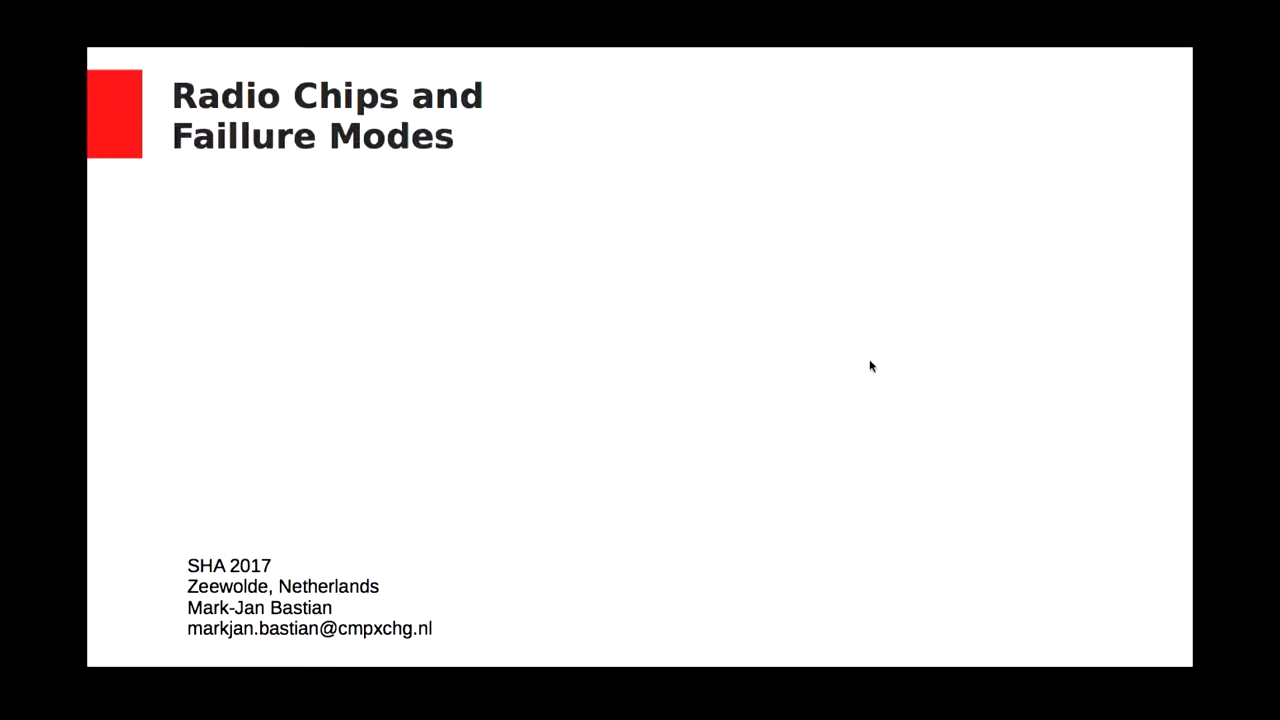 Radio Chips and
Faillure Modes
SHA 2017
Zeewolde, Netherlands
Mark-Jan Bastian
markjan.bastian@cmpxchg.nl